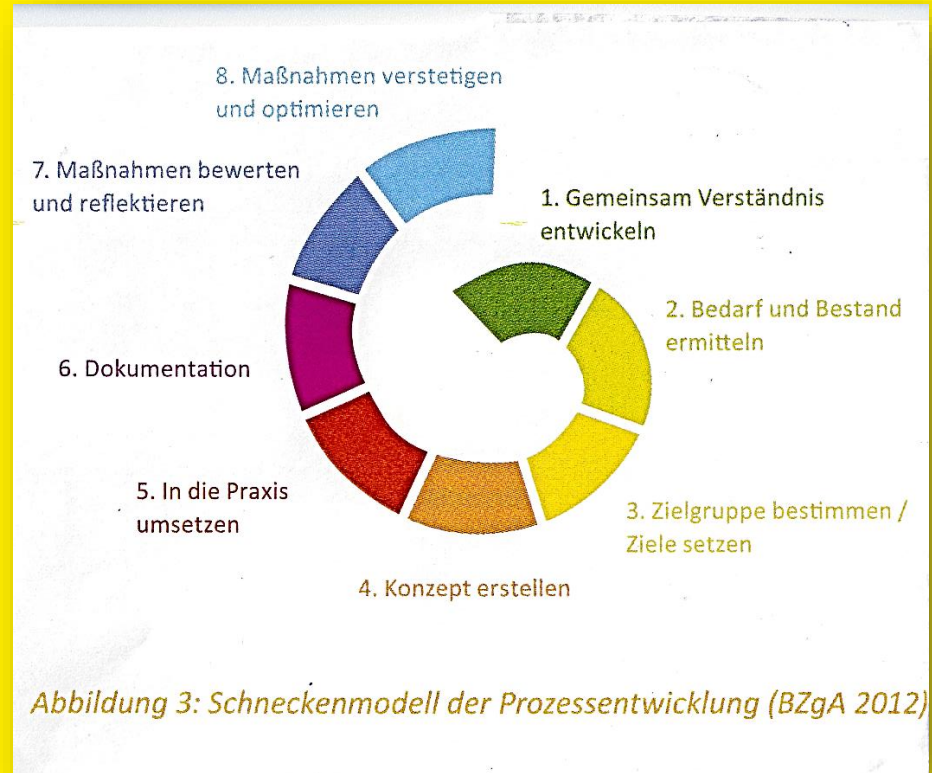 8. Maßnahmen verstetigen
und optimieren
7. Maßnahmen bewerten
und reflektieren
1. Gemeinsam Verständnis
entwickeln
2. Bedarf und Bestand
ermitteln
6. Dokumentation
5. In die Praxis
umsetzen
3. Zielgruppe bestimmen /
Ziele setzen
4. Konzept erstellen
Abbildung 3: Schneckenmodell der Prozessentwicklung (BZgA 2012)